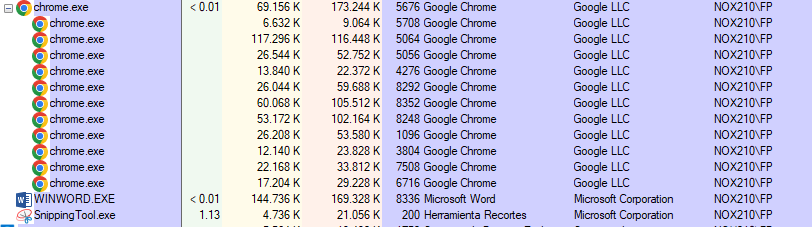 chrome.exe < 0.01 69.156 K 173.244 K 5676 Google Chrome Google LLC NOX210\FP
chrome.exe 6.632 K 9.064 K 5708 Google Chrome Google LLC NOX210\FP
chrome.exe 117.296 K 116.448 K 5064 Google Chrome Google LLC NOX210\FP
chrome.exe 26.544 K 52.752 K 5056 Google Chrome Google LLC NOX210\FP
chrome.exe 13.840 K 22.372 K 4276 Google Chrome Google LLC NOX210\FP
chrome.exe 26.044 K 59.688 K 8292 Google Chrome Google LLC NOX210\FP
chrome.exe 60.068 K 105.512 K 8352 Google Chrome Google LLC NOX210\FP
chrome.exe 53.172 K 102.164 K 8248 Google Chrome Google LLC NOX210\FP
chrome.exe 26.208 K 53.580 K 1096 Google Chrome Google LLC NOX210\FP
chrome.exe 12.140 K 23.828 K 3804 Google Chrome Google LLC NOX210\FP
chrome.exe 22.168 K 33.812 K 7508 Google Chrome Google LLC NOX210\FP
chrome.exe 17.204 K 29.228 K 6716 Google Chrome Google LLC NOX210\FP
WINWORD.EXE < 0.01 144.736 K 169.328 K 8336 Microsoft Word Microsoft Corporation NOX210\FP
SnippingTool.exe 1.13 4.736 K 21.056 K 200 Herramienta Recortes Microsoft Corporation NOX210\FP